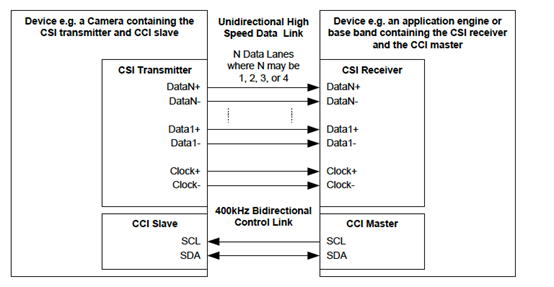 Device e.g. a Camera containing the
CSI transmitter and CCI slave
Unidirectional High
Speed Data Link
Device e.g. an application engine or
base band containing the CSI receiver
and the CCI master
N Data Lanes
where N may be
1, 2, 3, or 4
CSI Transmitter
DataN+
DataN-
Data1+
Data1-
Clock+
Clock-
CSI Receiver
DataN+
DataN-
Data1+
Data1-
Clock+
Clock-
400kHz Bidirectional
Control Link
CCI Slave
SCL
SDA
CCI Master
SCL
SDA